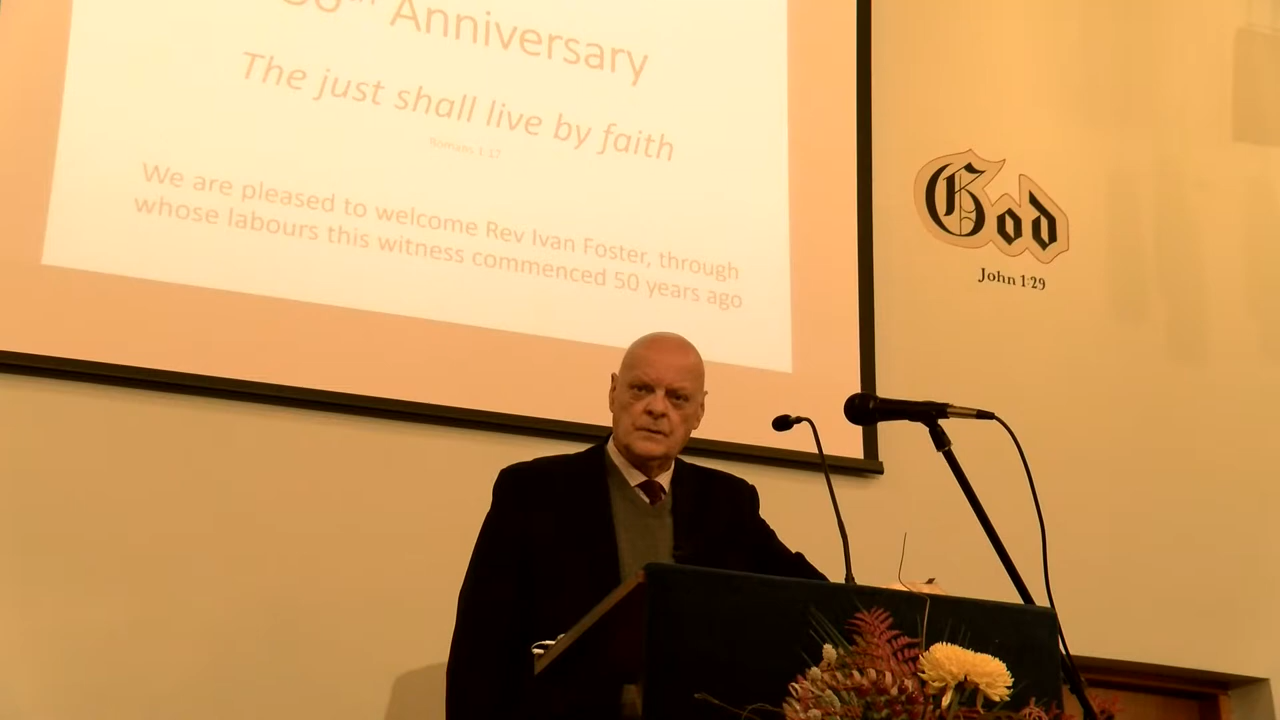 Anniversary
The just shall live by faith
Romans 1:17
We are pleased to welcome Rev Ivan Foster, through
whose labours this witness commenced 50 years ago
God
John 1:29